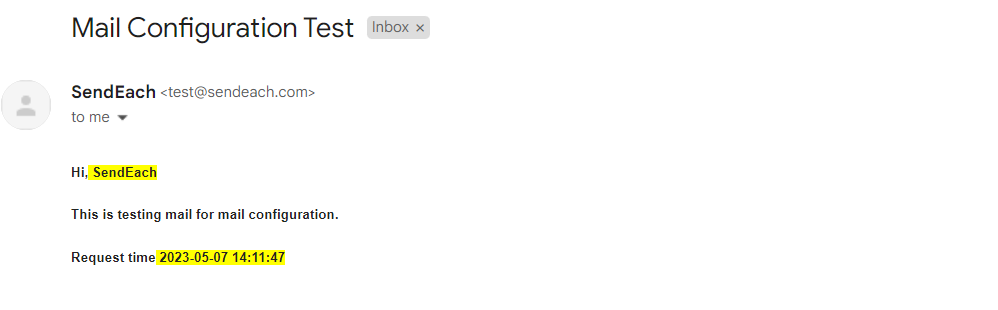 Mail Configuration Test Inbox ×
SendEach <test@sendeach.com>
to me
Hi, SendEach
This is testing mail for mail configuration.
Request time 2023-05-07 14:11:47